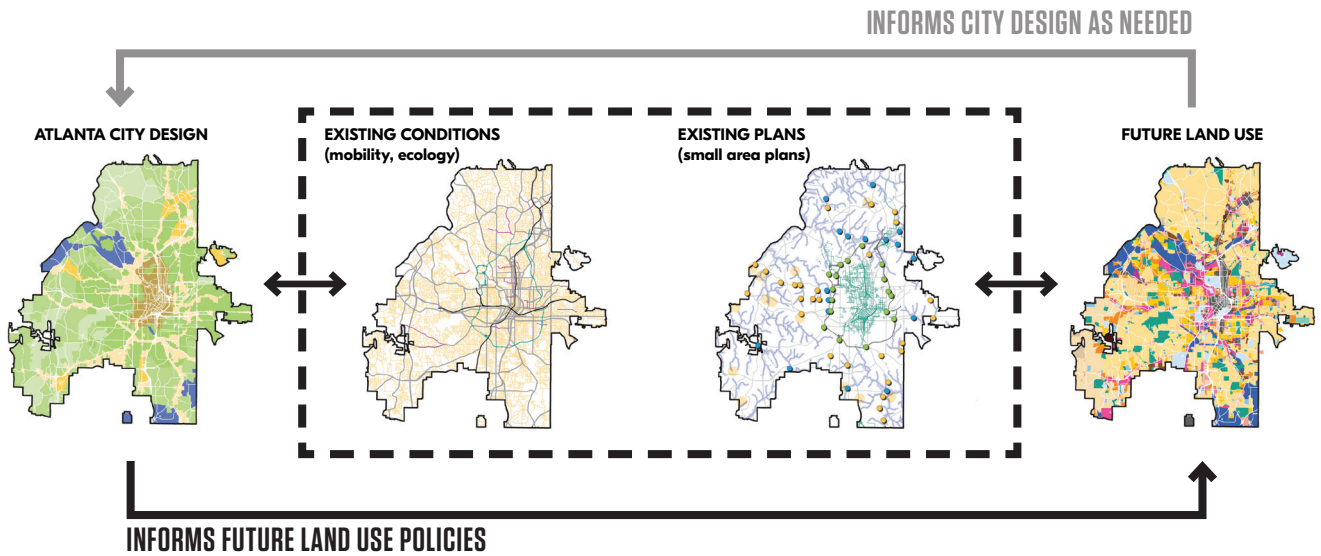 INFORMS CITY DESIGN AS NEEDED
ATLANTA CITY DESIGN
EXISTING CONDITIONS
(mobility, ecology)
EXISTING PLANS
(small area plans)
FUTURE LAND USE
INFORMS FUTURE LAND USE POLICIES